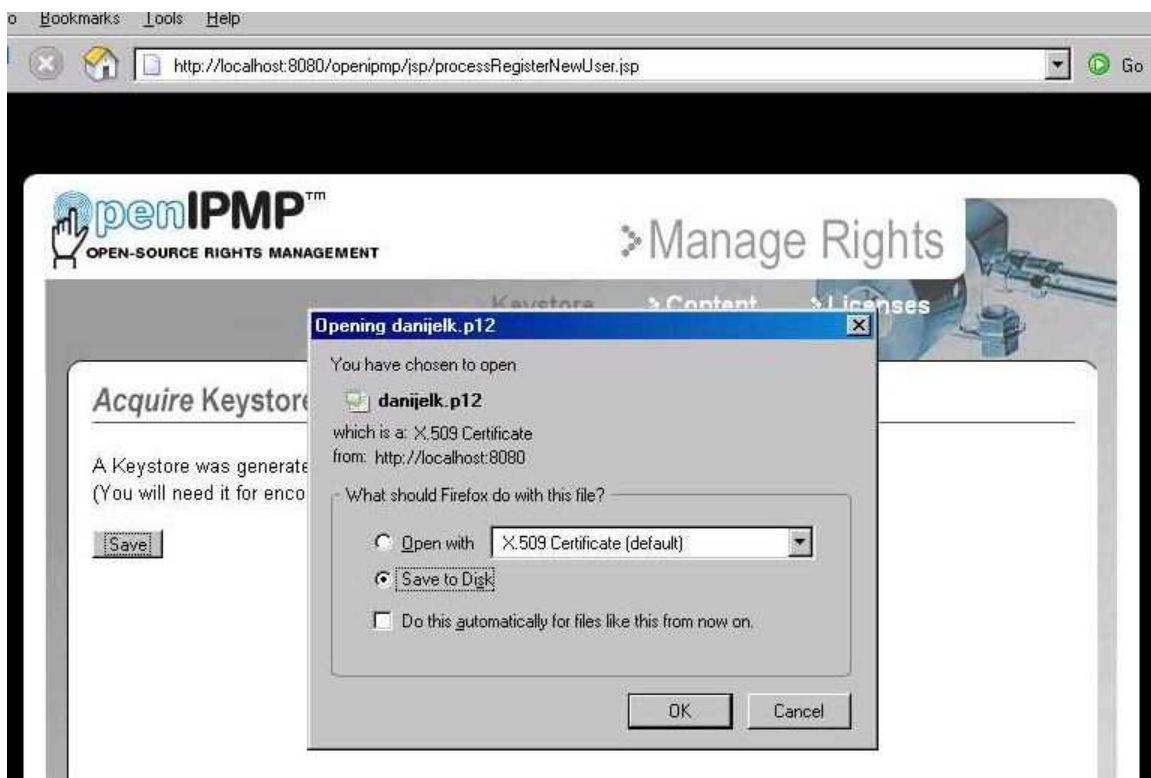 Bookmarks Tools Help
http://localhost:8080/openipmp/jsp/processRegisterNewUser.jsp Go
penIPMP™
OPEN-SOURCE RIGHTS MANAGEMENT
Manage Rights
Keystore Content Licenses
Opening danijelk.p12
You have chosen to open
danijelk.p12
which is a: X.509 Certificate
from: http://localhost:8080
Acquire Keystore
A Keystore was generate
(You will need it for enco
Save
What should Firefox do with this file?
Open with X.509 Certificate (default)
Save to Disk
Do this automatically for files like this from now on.
OK Cancel